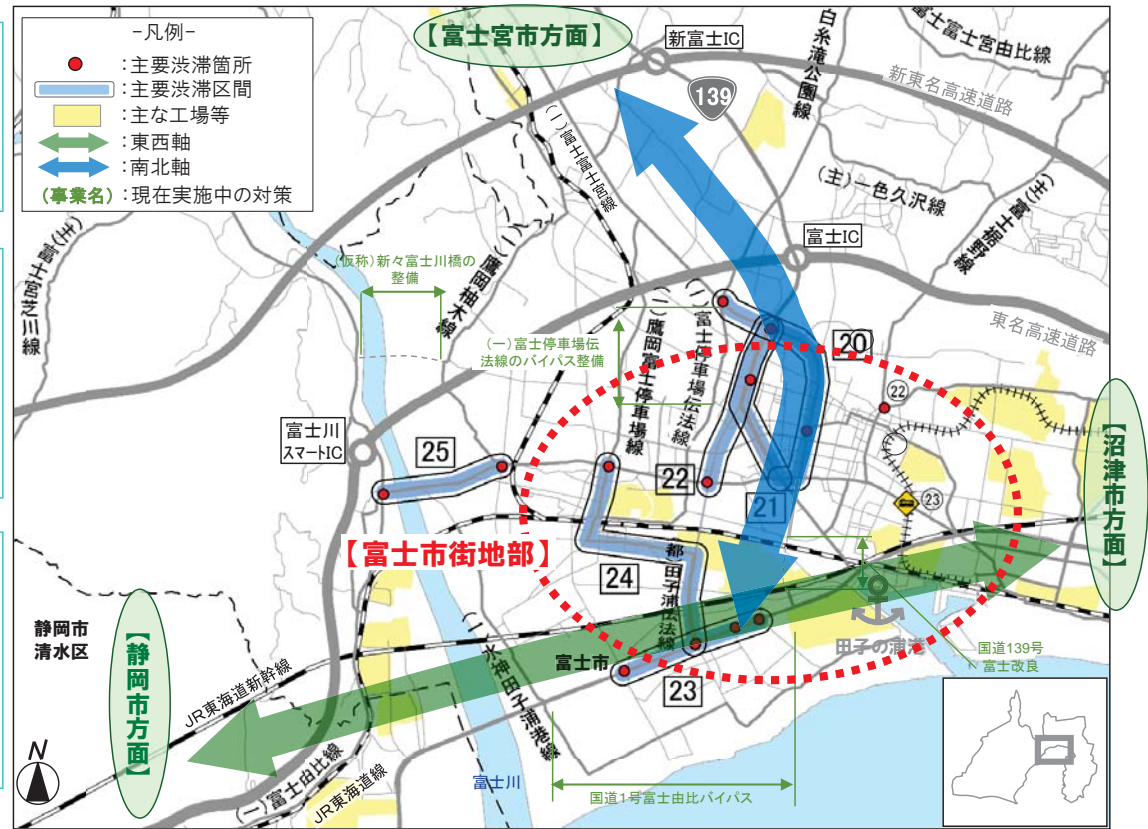 -凡例-
:主要渋滞箇所
:主要渋滞区間
:主な工場等
:東西軸
:南北軸
(事業名):現在実施中の対策
【富士宮市方面】
新富士IC
139
白糸滝公園線
富士富士宮由比線
新東名高速道路
(一)富士富士宮線
(主)一色久沢線
(主)富士裾野線
富士IC
東名高速道路
(主)富士宮芝川線
(仮称)新々富士川橋の
整備
(一)鷹岡柚木線
(一)富士停車場伝
法線のバイパス整備
(一)鷹岡富士停車場線
(一)富士停車場伝法線
20
22
富士川
スマートIC
25
22
21
23
【沼津市方面】
【富士市街地部】
24
(都)田子浦伝法線
田子の浦港
国道139号
富士改良
静岡市
清水区
【静岡市方面】
富士市
23
JR東海道新幹線
(一)水神田子浦港線
N
(一)富士由比線
JR東海道線
富士川
国道1号富士由比バイパス